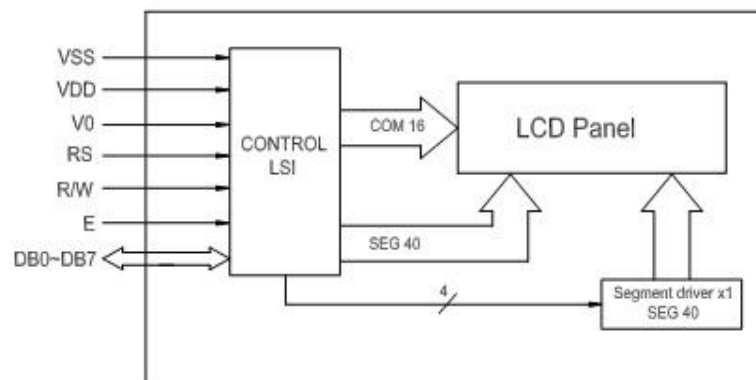 VSS
VDD
V0
RS
R/W
E
DB0~DB7
CONTROL
LSI
COM 16
SEG 40
4
LCD Panel
Segment driver x1
SEG 40